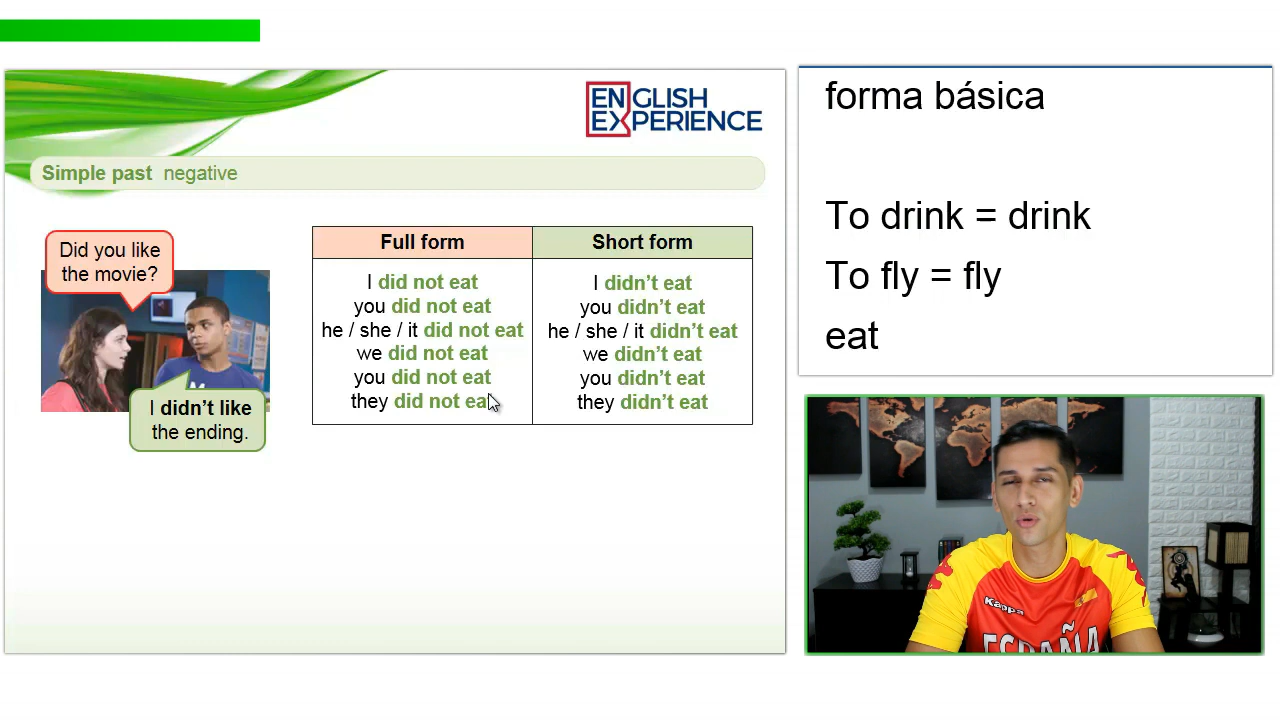 ENGLISH
EXPERIENCE
Simple past negative
Did you like
the movie?
I didn't like
the ending.
Full form
I did not eat
you did not eat
he / she / it did not eat
we did not eat
you did not eat
they did not eat
Short form
I didn't eat
you didn't eat
he / she / it didn't eat
we didn't eat
you didn't eat
they didn't eat
forma básica
To drink = drink
To fly = fly
eat
Kappa
ESPAÑA